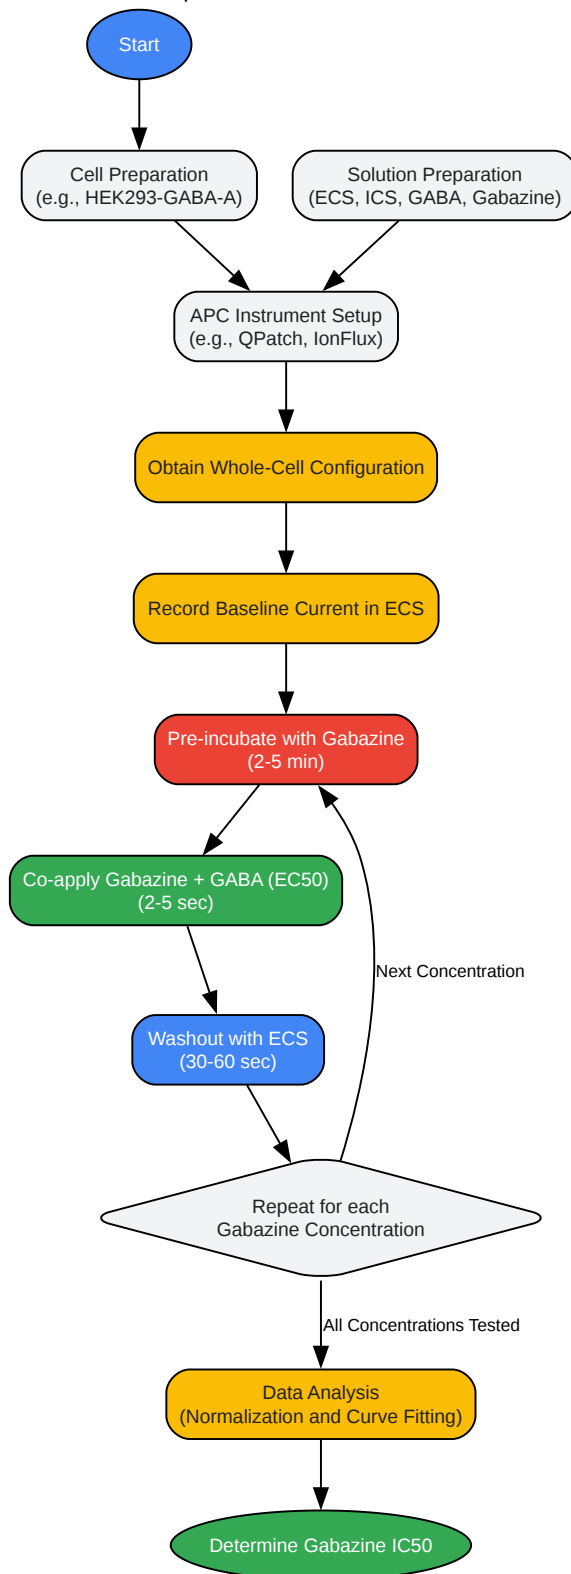 Start
Cell Preparation
(e.g., HEK293-GABA-A)
Solution Preparation
(ECS, ICS, GABA, Gabazine)
APC Instrument Setup
(e.g., QPatch, IonFlux)
Obtain Whole-Cell Configuration
Record Baseline Current in ECS
Pre-incubate with Gabazine
(2-5 min)
Co-apply Gabazine + GABA (EC50)
(2-5 sec)
Next Concentration
Washout with ECS
(30-60 sec)
Repeat for each
Gabazine Concentration
All Concentrations Tested
Data Analysis
(Normalization and Curve Fitting)
Determine Gabazine IC50